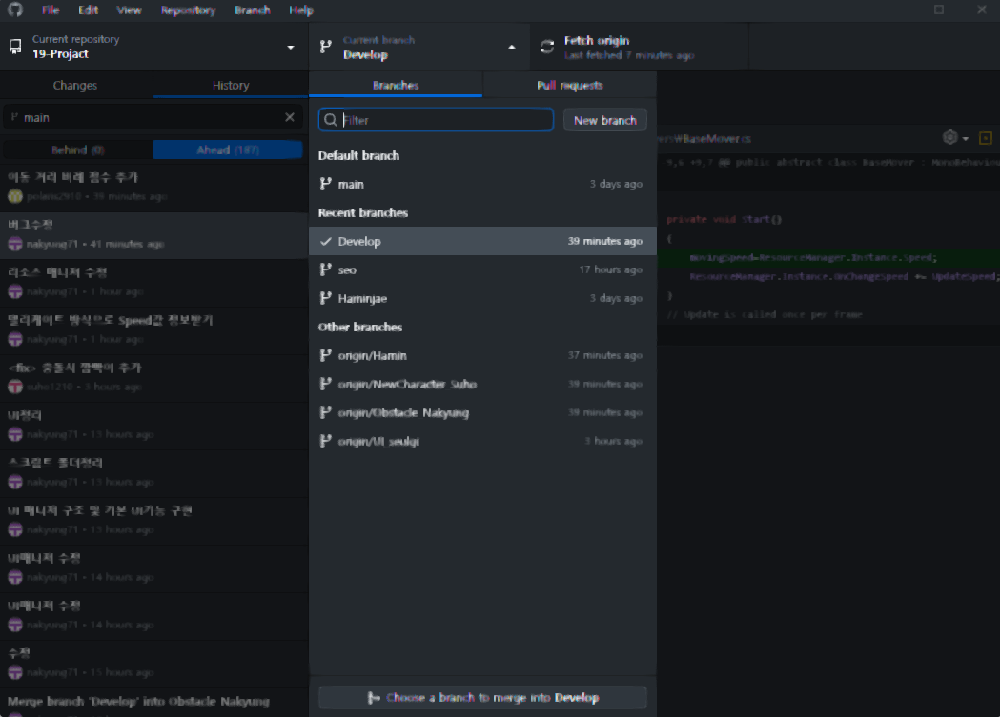 File Edit View Repository Branch Help
Current repository
19-Project
Current branch
Develop
Fetch origin
Last fetched 7 minutes ago
Changes
History
main
Behind (0)
Ahead (187)
이동 거리 비례 점수 추가
polaris2910 • 39 minutes ago
버그수정
nakyung71 • 41 minutes ago
리소스 매니저 수정
nakyung71 • 1 hour ago
델리게이트 방식으로 Speed값 정보받기
nakyung71 • 1 hour ago
<fix> 충돌시 깜빡이 추가
suho1210 • 3 hours ago
UI정리
nakyung71 • 13 hours ago
스크립트 폴더정리
nakyung71 • 13 hours ago
UI 매니저 구조 및 기본 UI기능 구현
nakyung71 • 13 hours ago
UI매니저 수정
nakyung71 • 14 hours ago
UI매니저 수정
nakyung71 • 14 hours ago
수정
nakyung71 • 15 hours ago
Merge branch 'Develop' into Obstacle Nakyung
Branches
Pull requests
Filter
New branch
Default branch
main 3 days ago
Recent branches
Develop 39 minutes ago
seo 17 hours ago
Haminjae 3 days ago
Other branches
origin/Hamin 37 minutes ago
origin/NewCharacter Suho 39 minutes ago
origin/Obstacle Nakyung 39 minutes ago
origin/UI seulgi 3 hours ago
Choose a branch to merge into Develop
ers₩BaseMover.cs
9,6 +9,7 @@ public abstract class BaseMover : MonoBehaviou
private void Start()
{
movingSpeed=ResourceManager.Instance.Speed;
ResourceManager.Instance.OnChangeSpeed += UpdateSpeed;
}
// Update is called once per frame